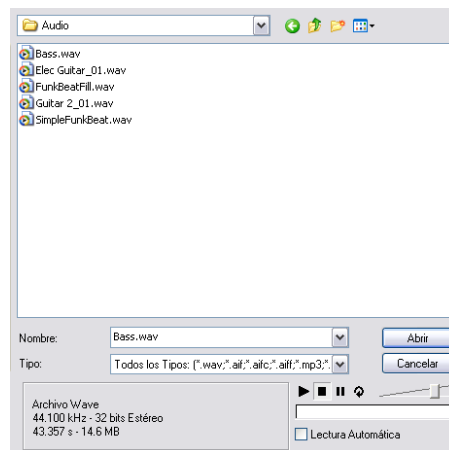 Audio
Bass.wav
Elec Guitar_01.wav
FunkBeatFill.wav
Guitar 2_01.wav
SimpleFunkBeat.wav
Nombre:
Bass.wav
Abrir
Tipo:
Todos los Tipos: (*.wav;*.aif;*.aifc;*.aiff;*.mp3;*.
Cancelar
Archivo Wave
44.100 kHz - 32 bits Estéreo
43.357 s - 14.6 MB
Lectura Automática